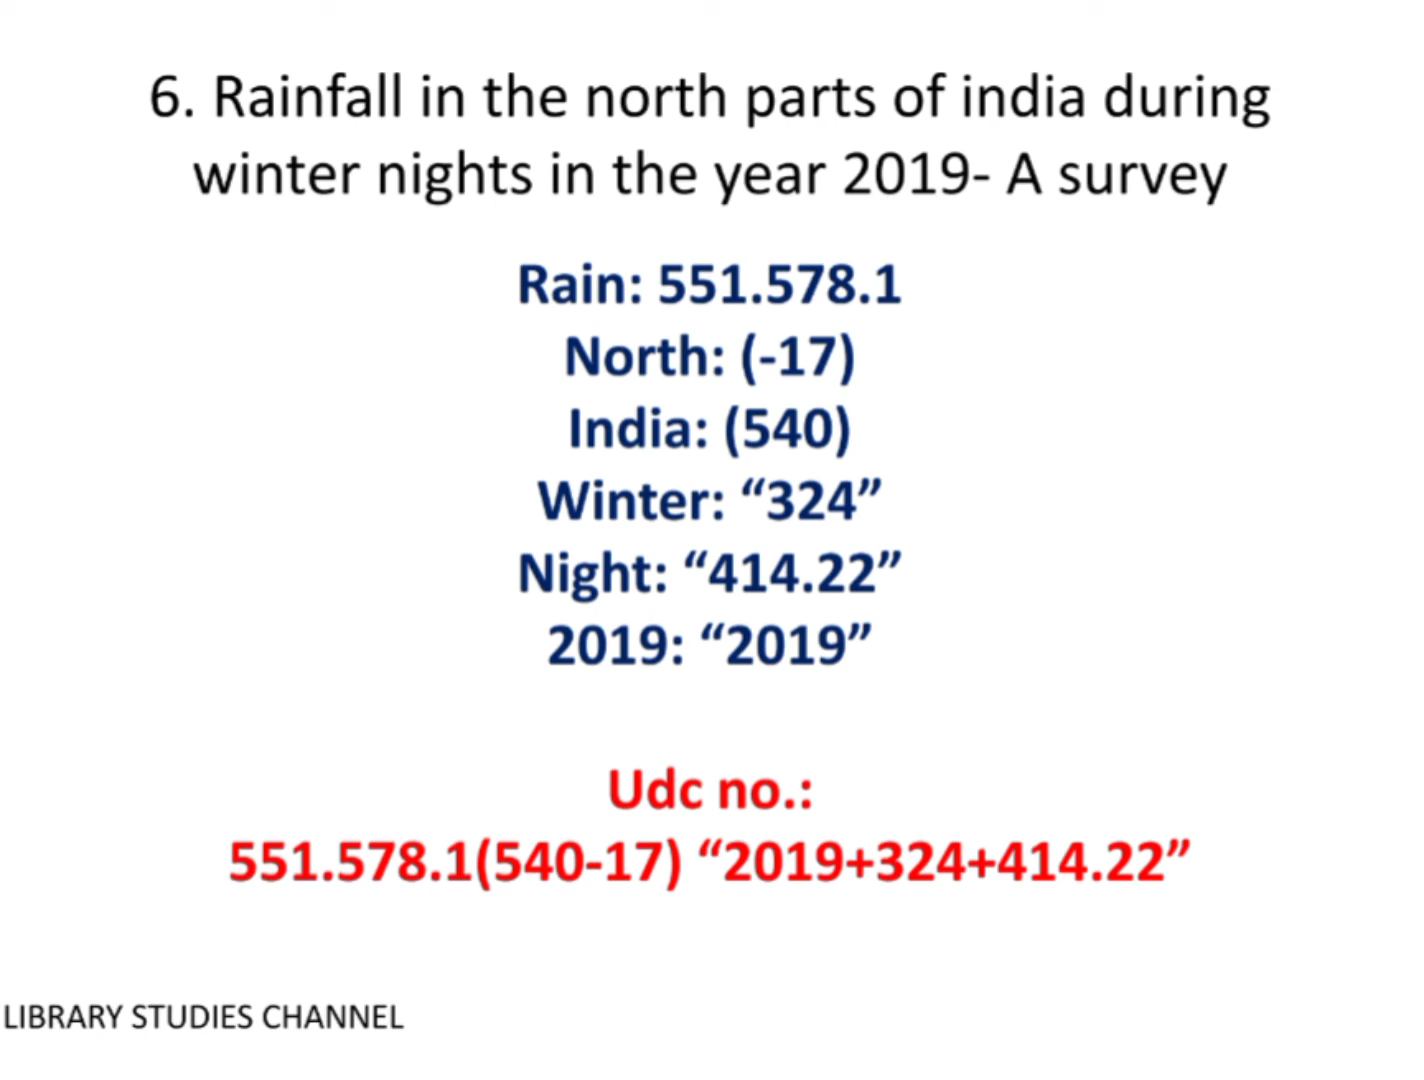 6. Rainfall in the north parts of india during
winter nights in the year 2019- A survey
Rain: 551.578.1
North: (-17)
India: (540)
Winter: “324”
Night: “414.22”
2019: “2019”
Udc no.:
551.578.1(540-17) “2019+324+414.22”
LIBRARY STUDIES CHANNEL